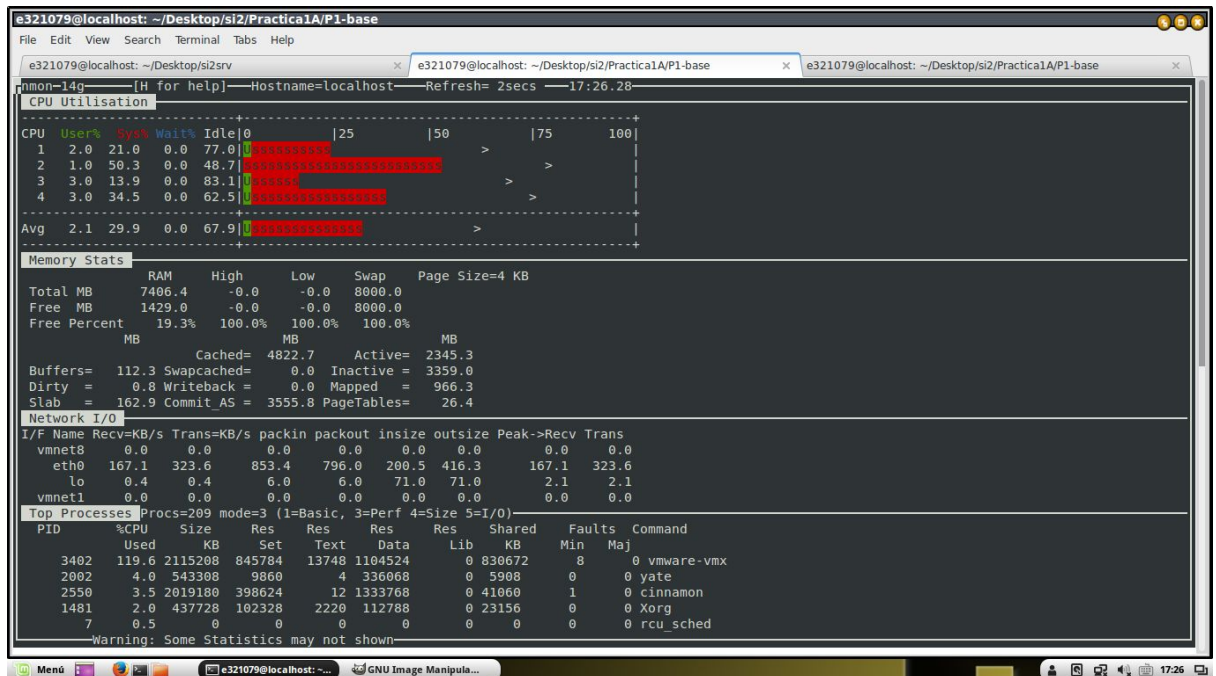 e321079@localhost: ~/Desktop/si2/Practica1A/P1-base
File Edit View Search Terminal Tabs Help
e321079@localhost: ~/Desktop/si2srv × e321079@localhost: ~/Desktop/si2/Practica1A/P1-base × e321079@localhost: ~/Desktop/si2/Practica1A/P1-base ×
nmon-14g [H for help] Hostname=localhost Refresh= 2secs 17:26.28
CPU Utilisation
CPU User% Sys% Wait% Idle|0 |25 |50 |75 100|
1 2.0 21.0 0.0 77.0|Usssssssssss >
2 1.0 50.3 0.0 48.7|sssssssssssssssssssssssss >
3 3.0 13.9 0.0 83.1|Ussssss >
4 3.0 34.5 0.0 62.5|Usssssssssssssssss >
Avg 2.1 29.9 0.0 67.9|Ussssssssssssss >
Memory Stats
RAM High Low Swap Page Size=4 KB
Total MB 7406.4 -0.0 -0.0 8000.0
Free MB 1429.0 -0.0 -0.0 8000.0
Free Percent 19.3% 100.0% 100.0% 100.0%
MB MB MB
Cached= 4822.7 Active= 2345.3
Buffers= 112.3 Swapcached= 0.0 Inactive = 3359.0
Dirty = 0.8 Writeback = 0.0 Mapped = 966.3
Slab = 162.9 Commit_AS = 3555.8 PageTables= 26.4
Network I/O
I/F Name Recv=KB/s Trans=KB/s packin packout insize outsize Peak->Recv Trans
vmnet8 0.0 0.0 0.0 0.0 0.0 0.0 0.0 0.0
eth0 167.1 323.6 853.4 796.0 200.5 416.3 167.1 323.6
lo 0.4 0.4 6.0 6.0 71.0 71.0 2.1 2.1
vmnet1 0.0 0.0 0.0 0.0 0.0 0.0 0.0 0.0
Top Processes Procs=209 mode=3 (1=Basic, 3=Perf 4=Size 5=I/O)
PID %CPU Size Res Res Res Res Shared Faults Command
Used KB Set Text Data Lib KB Min Maj
3402 119.6 2115208 845784 13748 1104524 0 830672 8 0 vmware-vmx
2002 4.0 543308 9860 4 336068 0 5908 0 0 yate
2550 3.5 2019180 398624 12 1333768 0 41060 1 0 cinnamon
1481 2.0 437728 102328 2220 112788 0 23156 0 0 Xorg
7 0.5 0 0 0 0 0 0 0 0 rcu_sched
Warning: Some Statistics may not shown
Menú e321079@localhost: ~... GNU Image Manipula... 17:26